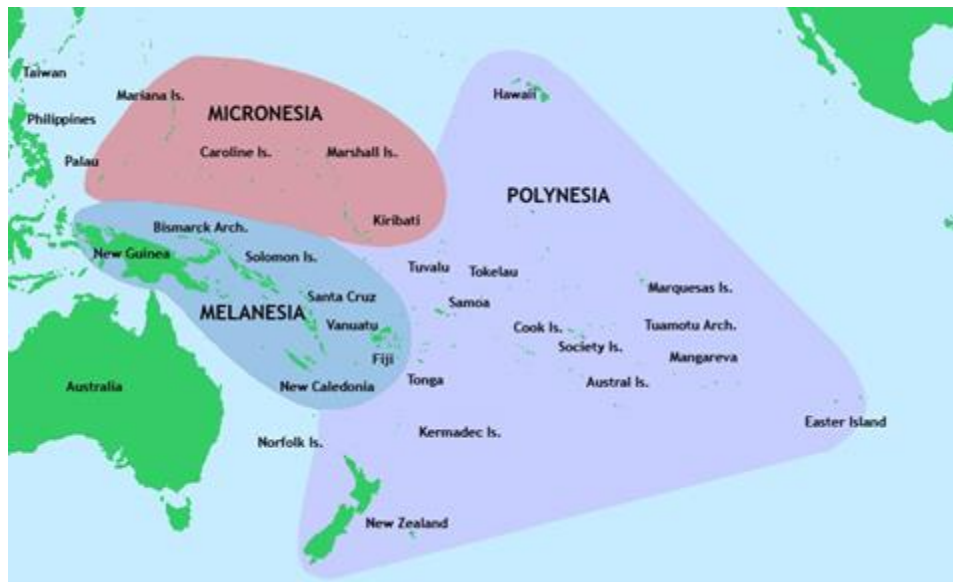 Taiwan
Mariana Is.
Philippines
Palau
MICRONESIA
Caroline Is.
Marshall Is.
Kiribati
Hawaii
POLYNESIA
Bismarck Arch.
New Guinea
Solomon Is.
Santa Cruz
MELANESIA
Vanuatu
Fiji
New Caledonia
Tuvalu
Tokelau
Samoa
Marquesas Is.
Cook Is.
Tuamotu Arch.
Society Is.
Mangareva
Tonga
Austral Is.
Australia
Norfolk Is.
Kermadec Is.
Easter Island
New Zealand